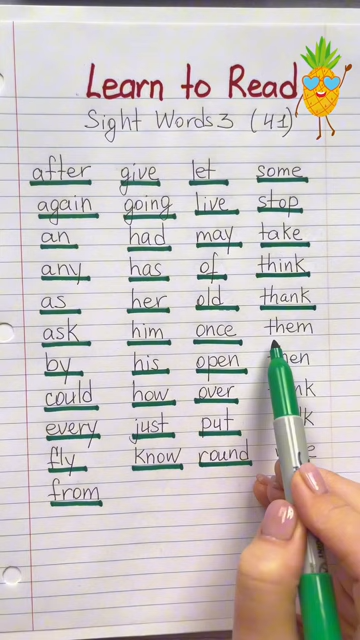 Learn to Read
Sight Words 3 (41)
after
again
an
any
as
ask
by
could
every
fly
from
give
going
had
has
her
him
his
how
just
know
let
live
may
of
old
once
open
over
put
round
some
stop
take
think
thank
them